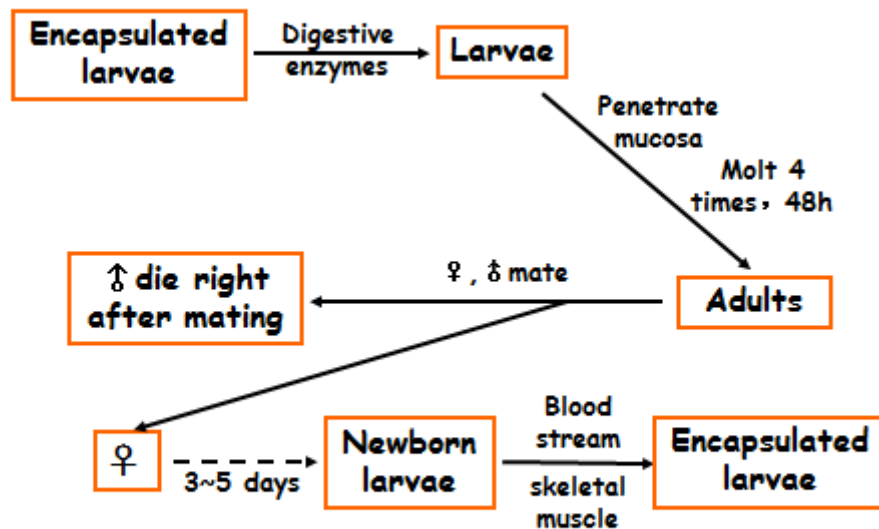 Encapsulated
larvae
Digestive
enzymes
Larvae
Penetrate
mucosa
Molt 4
times，48h
♀, ♂ mate
♂ die right
after mating
Adults
♀
3~5 days
Newborn
larvae
Blood
stream
skeletal
muscle
Encapsulated
larvae